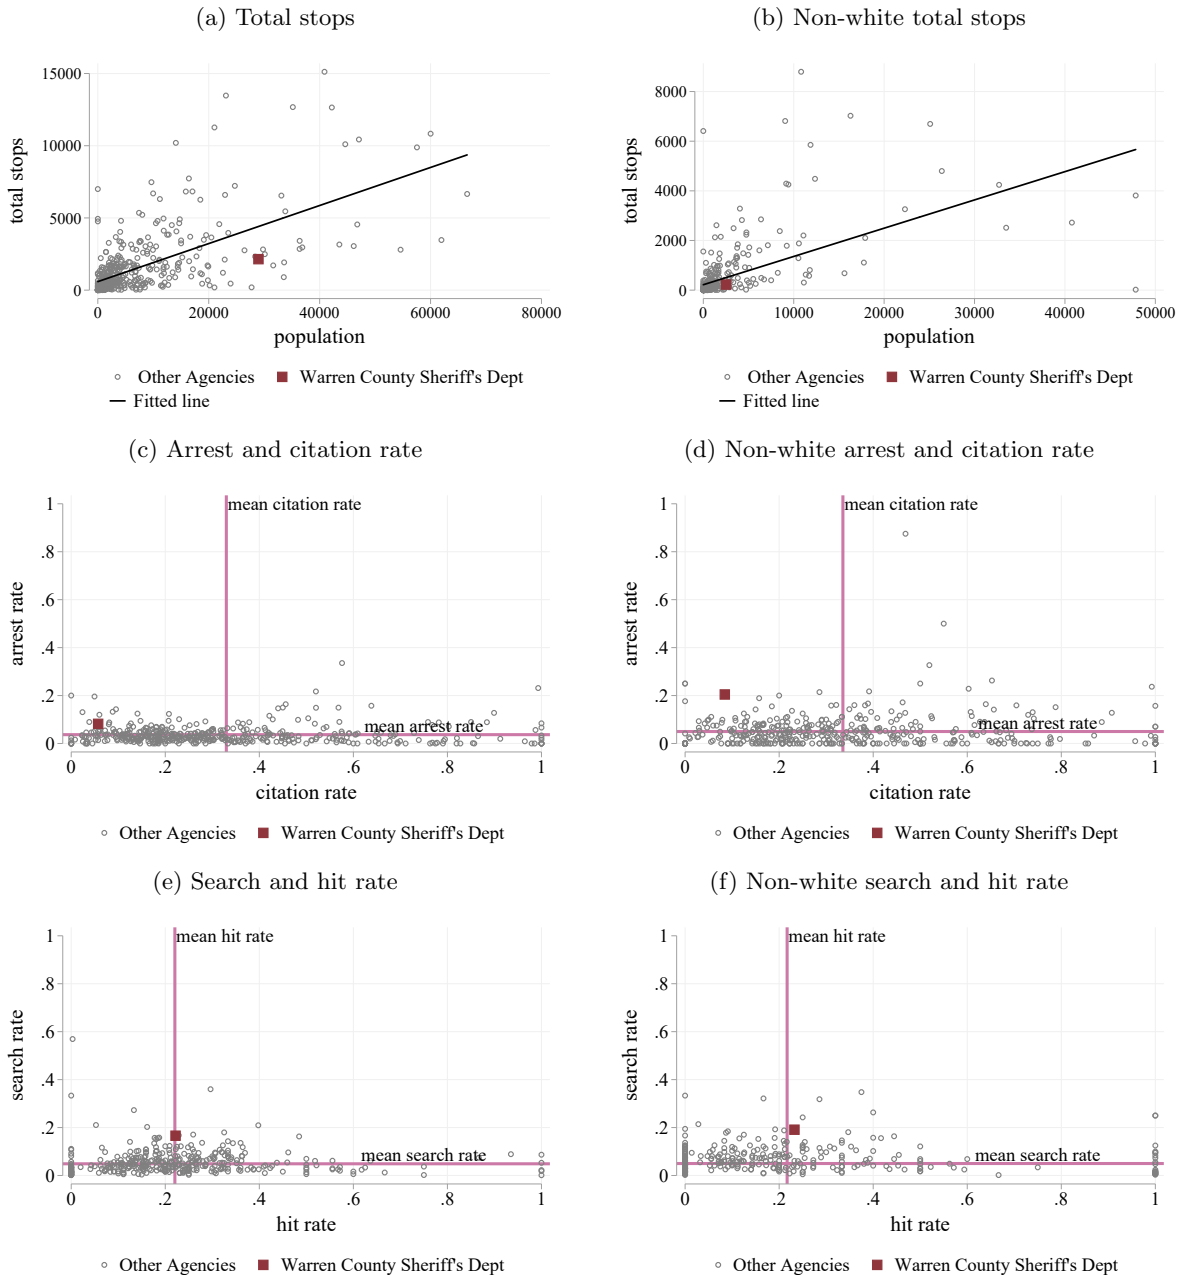 (a) Total stops
(b) Non-white total stops
total stops
15000
10000
5000
0
0 20000 40000 60000 80000
population
Other Agencies Warren County Sheriff's Dept
Fitted line
total stops
8000
6000
4000
2000
0
0 10000 20000 30000 40000 50000
population
Other Agencies Warren County Sheriff's Dept
Fitted line
(c) Arrest and citation rate
(d) Non-white arrest and citation rate
arrest rate
1
.8
.6
.4
.2
0
mean citation rate
mean arrest rate
0 .2 .4 .6 .8 1
citation rate
Other Agencies Warren County Sheriff's Dept
arrest rate
1
.8
.6
.4
.2
0
mean citation rate
mean arrest rate
0 .2 .4 .6 .8 1
citation rate
Other Agencies Warren County Sheriff's Dept
(e) Search and hit rate
(f) Non-white search and hit rate
search rate
1
.8
.6
.4
.2
0
mean hit rate
mean search rate
0 .2 .4 .6 .8 1
hit rate
Other Agencies Warren County Sheriff's Dept
search rate
1
.8
.6
.4
.2
0
mean hit rate
mean search rate
0 .2 .4 .6 .8 1
hit rate
Other Agencies Warren County Sheriff's Dept